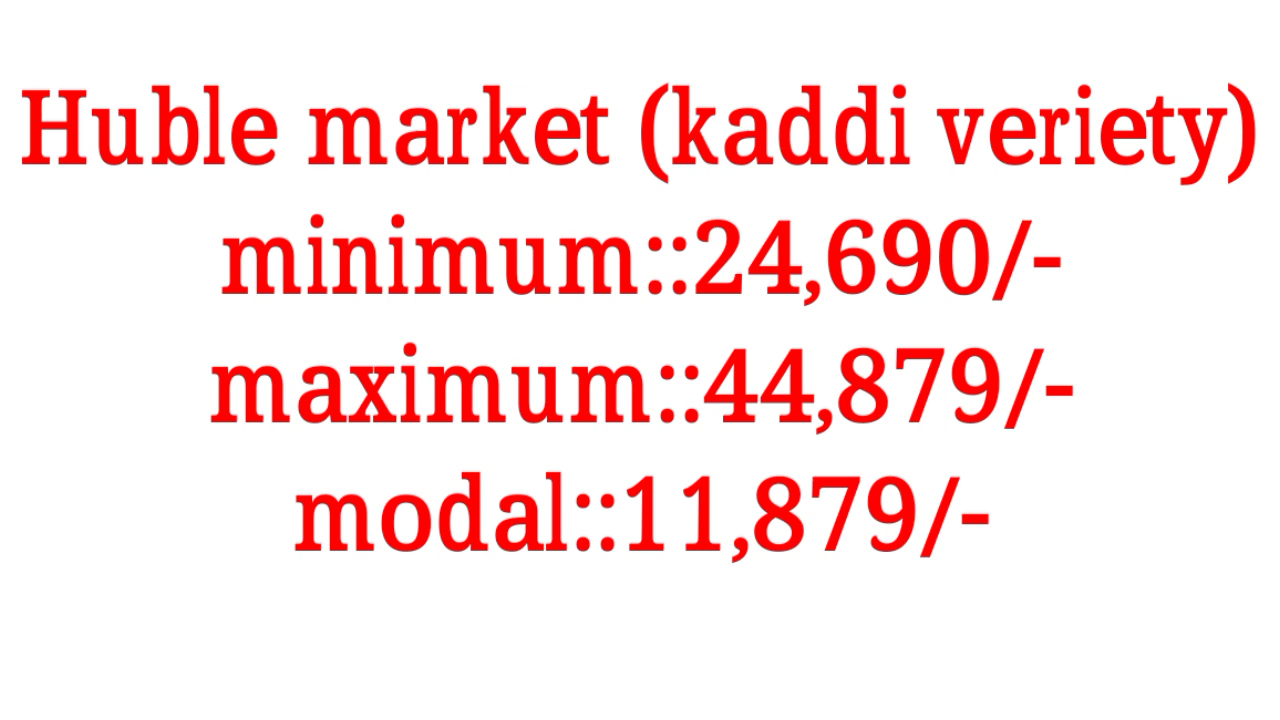 Huble market (kaddi veriety)
minimum::24,690/-
maximum::44,879/-
modal::11,879/-